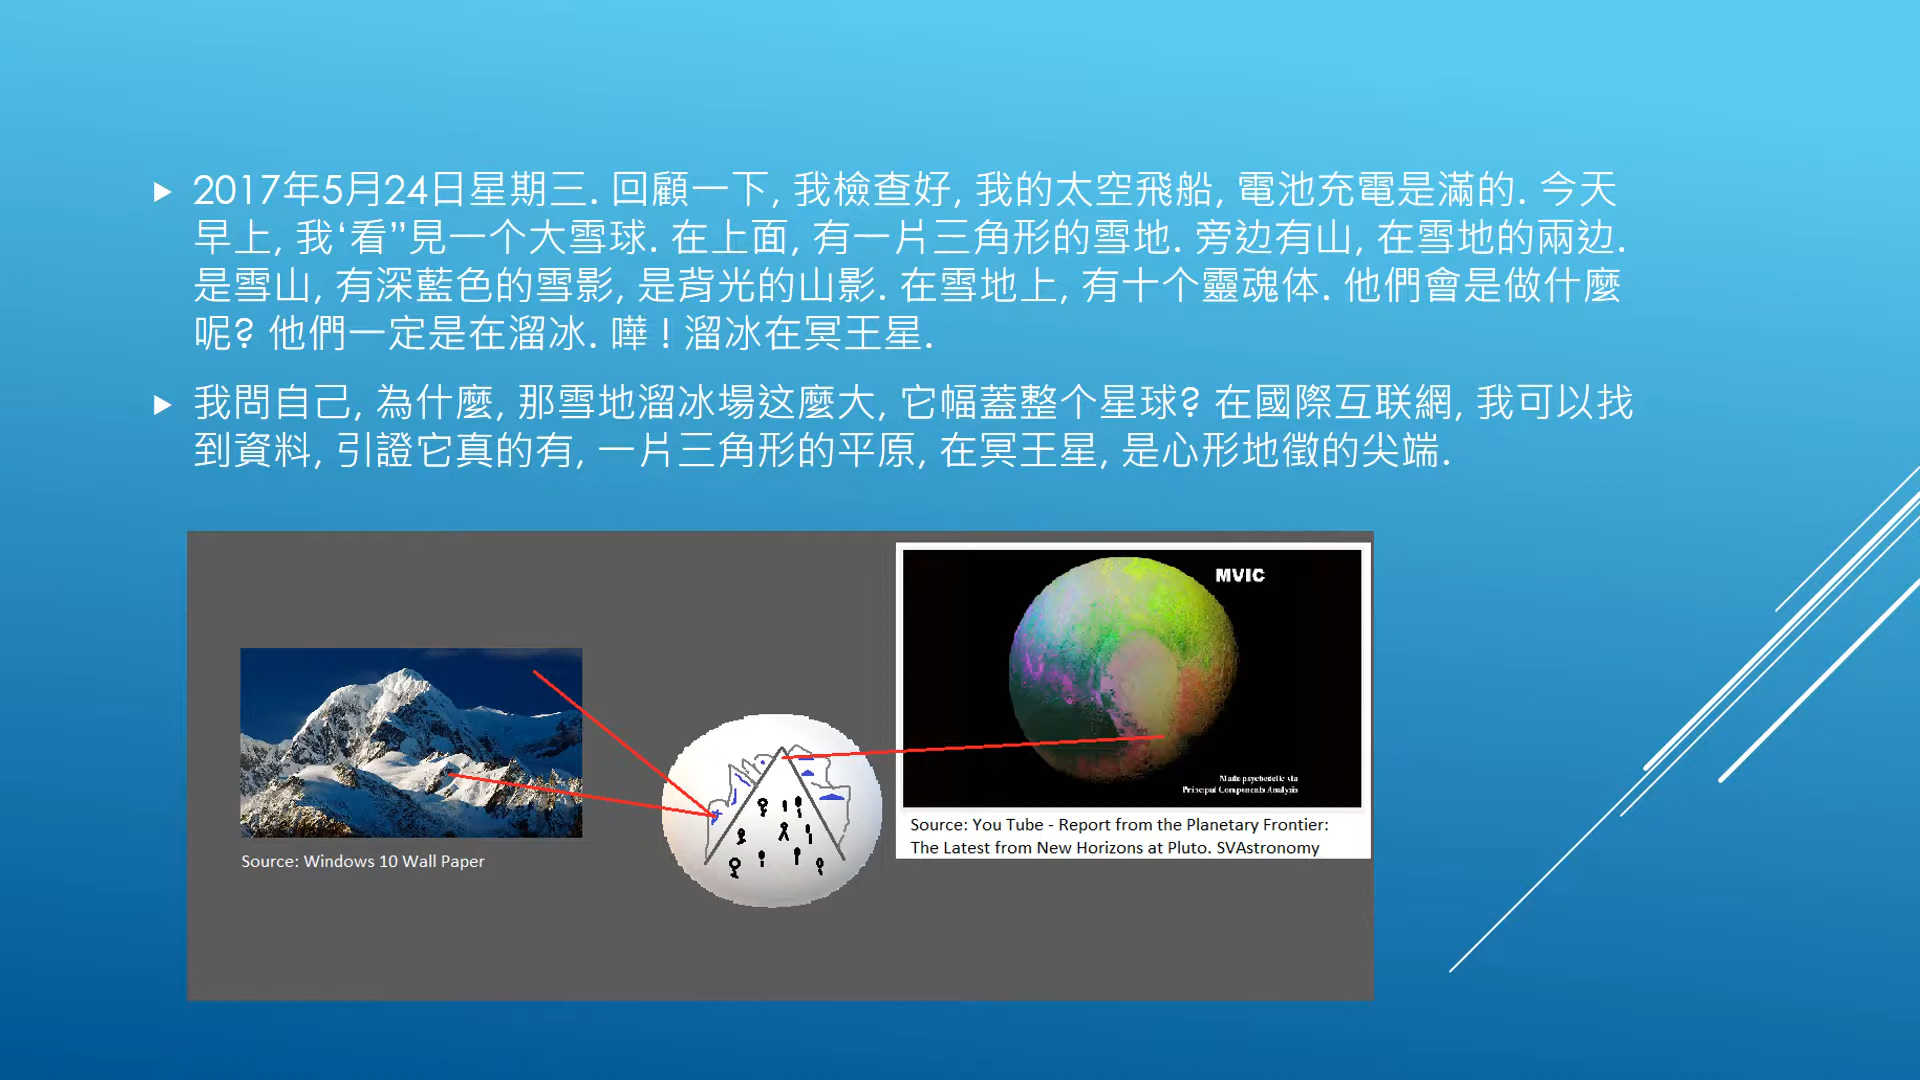 2017年5月24日星期三. 回顧一下, 我檢查好, 我的太空飛船, 電池充電是滿的. 今天
早上, 我‘看”見一个大雪球. 在上面, 有一片三角形的雪地. 旁边有山, 在雪地的兩边.
是雪山, 有深藍色的雪影, 是背光的山影. 在雪地上, 有十个靈魂体. 他們會是做什麼
呢? 他們一定是在溜冰. 嘩 ! 溜冰在冥王星.
我問自己, 為什麼, 那雪地溜冰場这麼大, 它幅蓋整个星球? 在國際互联網, 我可以找
到資料, 引證它真的有, 一片三角形的平原, 在冥王星, 是心形地徵的尖端.
MVIC
Made psychedelic via
Principal Components Analysis
Source: You Tube - Report from the Planetary Frontier:
The Latest from New Horizons at Pluto. SVAstronomy
Source: Windows 10 Wall Paper